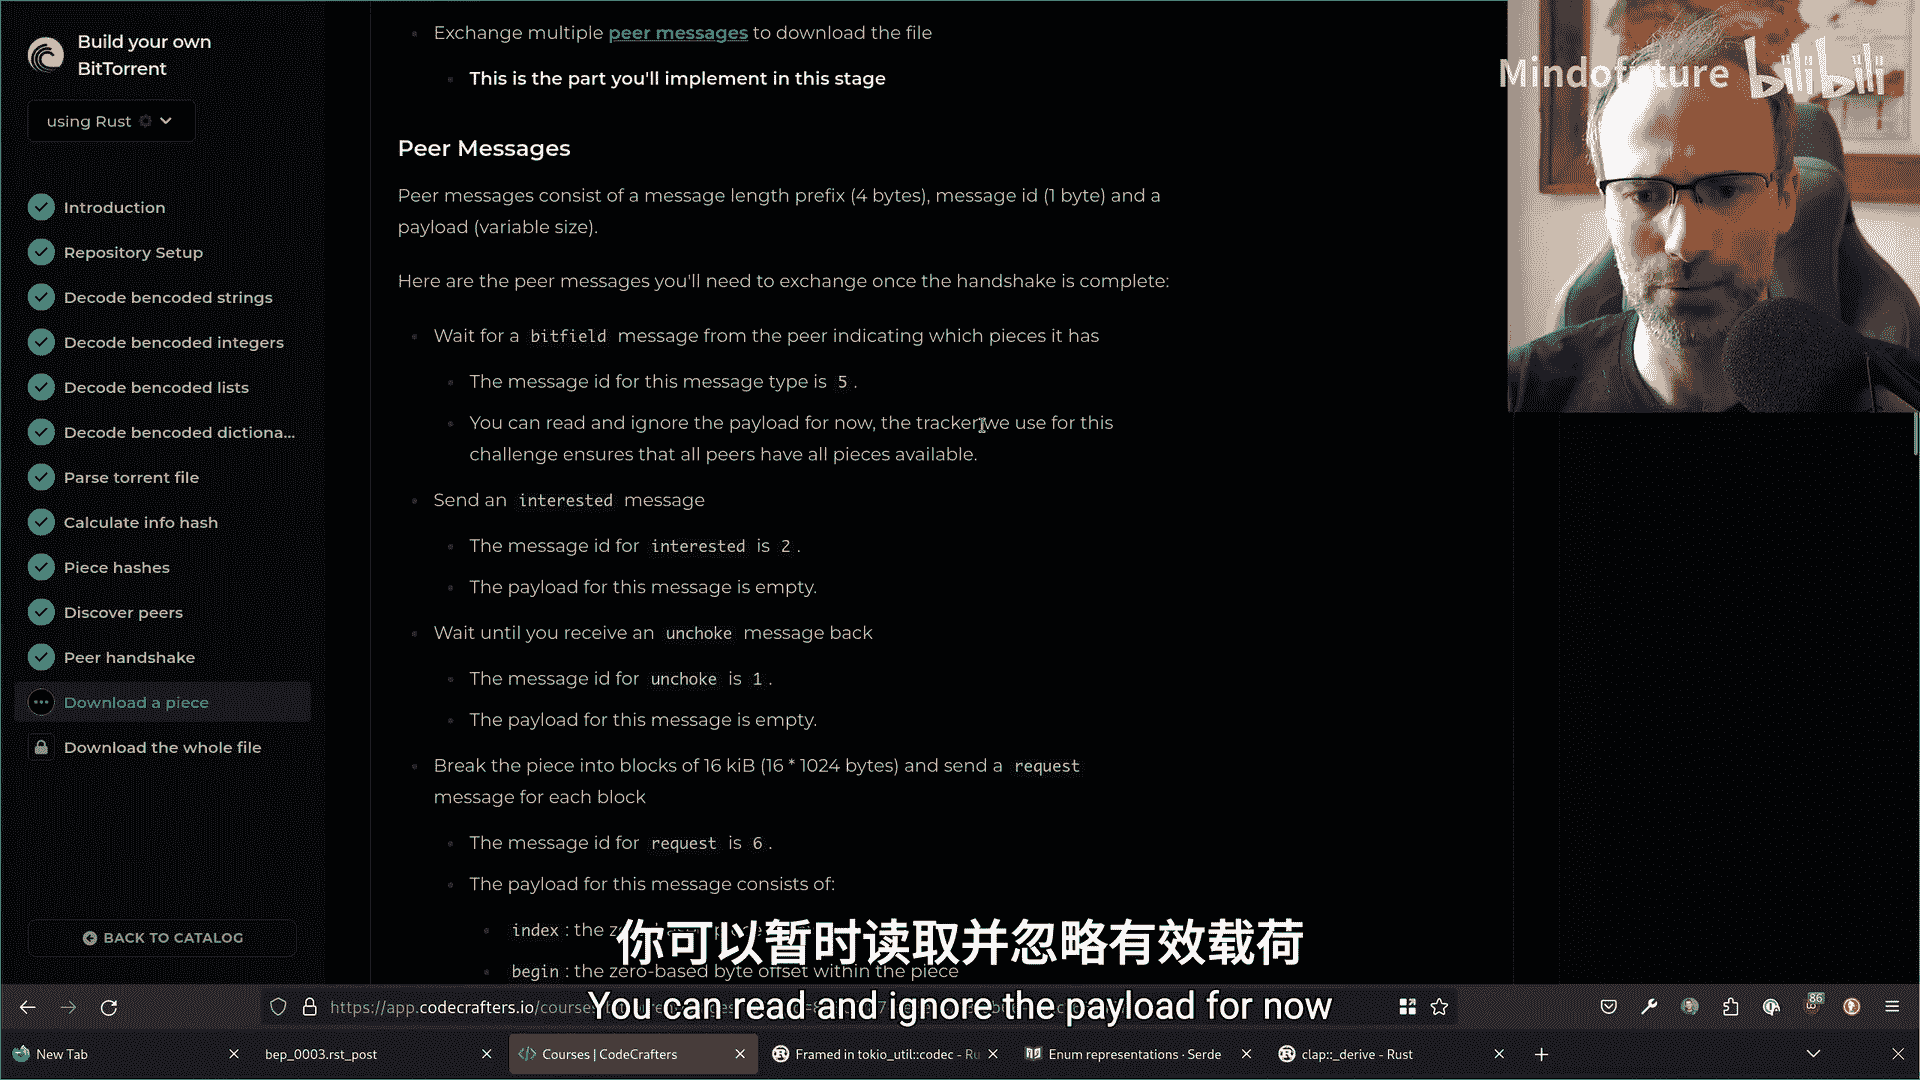 Build your own
BitTorrent
using Rust
Introduction
Repository Setup
Decode bencoded strings
Decode bencoded integers
Decode bencoded lists
Decode bencoded dictiona...
Parse torrent file
Calculate info hash
Piece hashes
Discover peers
Peer handshake
Download a piece
Download the whole file
BACK TO CATALOG
Exchange multiple peer messages to download the file
This is the part you'll implement in this stage
Peer Messages
Peer messages consist of a message length prefix (4 bytes), message id (1 byte) and a
payload (variable size).
Here are the peer messages you'll need to exchange once the handshake is complete:
Wait for a bitfield message from the peer indicating which pieces it has
The message id for this message type is 5.
You can read and ignore the payload for now, the tracker we use for this
challenge ensures that all peers have all pieces available.
Send an interested message
The message id for interested is 2.
The payload for this message is empty.
Wait until you receive an unchoke message back
The message id for unchoke is 1.
The payload for this message is empty.
Break the piece into blocks of 16 kiB (16 * 1024 bytes) and send a request
message for each block
The message id for request is 6.
The payload for this message consists of:
index: the
begin: the zero-based byte offset within the piece
Mindofuture bilibili
你可以暂时读取并忽略有效载荷
You can read and ignore the payload for now
https://app.codecrafters.io/courses
86
New Tab
bep_0003.rst_post
Courses | CodeCrafters
Framed in tokio_util::codec - Ru
Enum representations · Serde
clap::_derive - Rust